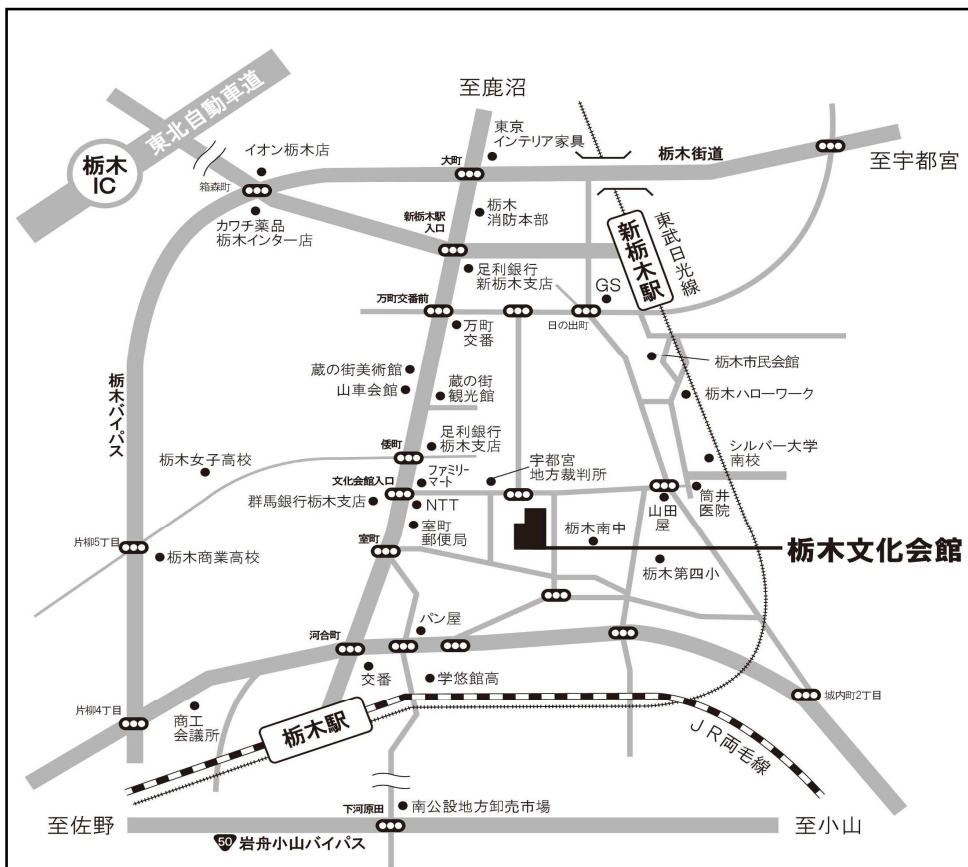 至鹿沼
東北自動車道
栃木
IC
東京
インテリア家具
イオン栃木店
大町
栃木街道
至宇都宮
箱森町
カワチ薬品
栃木インター店
新栃木駅
入口
栃木
消防本部
新栃木駅
東武日光線
足利銀行
新栃木支店
GS
万町交番前
万町
交番
日の出町
栃木市民会館
蔵の街美術館
山車会館
蔵の街
観光館
栃木ハローワーク
栃木バイパス
足利銀行
栃木支店
倭町
栃木女子高校
ファミリー
マート
宇都宮
地方裁判所
シルバー大学
南校
文化会館入口
群馬銀行栃木支店
NTT
山田
屋
筒井
医院
室町
郵便局
室町
栃木南中
片柳5丁目
栃木商業高校
栃木文化会館
栃木第四小
パン屋
河合町
交番
学悠館高
城内町2丁目
片柳4丁目
商工
会議所
栃木駅
JR両毛線
南公設地方卸売市場
下河原田
至佐野
50 岩舟小山バイパス
至小山